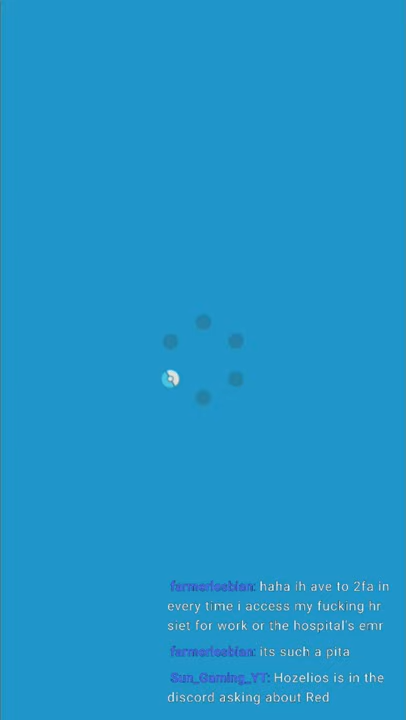 farmerlesbian: haha ih ave to 2fa in
every time i access my fucking hr
siet for work or the hospital's emr
farmerlesbian: its such a pita
Sun_Gaming_YT: Hozelios is in the
discord asking about Red